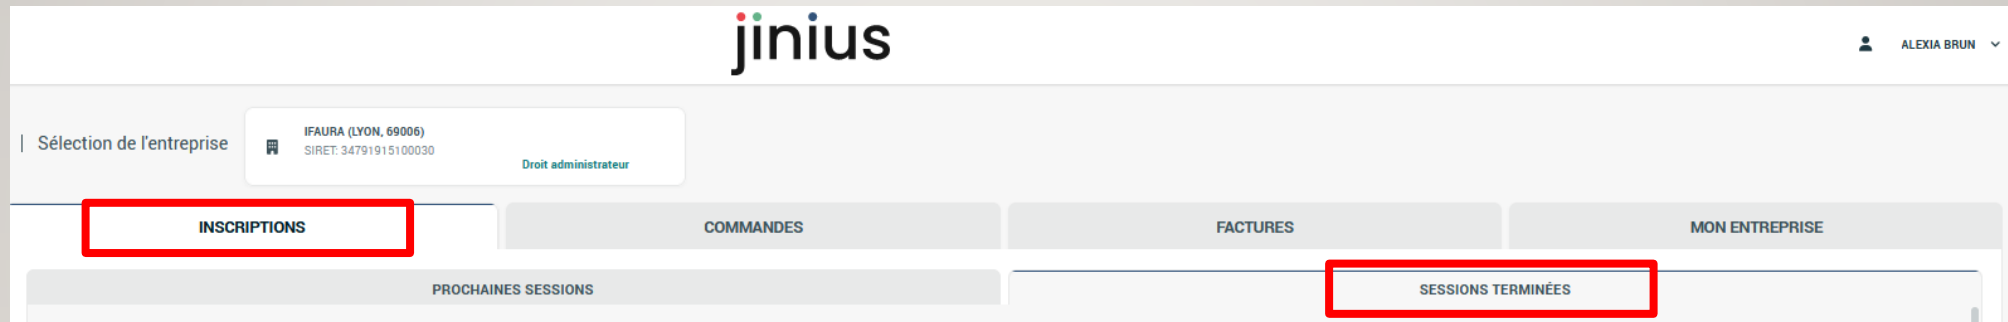 jinius
ALEXIA BRUN
Sélection de l'entreprise
IFAURA (LYON, 69006)
SIRET: 34791915100030
Droit administrateur
INSCRIPTIONS
COMMANDES
FACTURES
MON ENTREPRISE
PROCHAINES SESSIONS
SESSIONS TERMINÉES